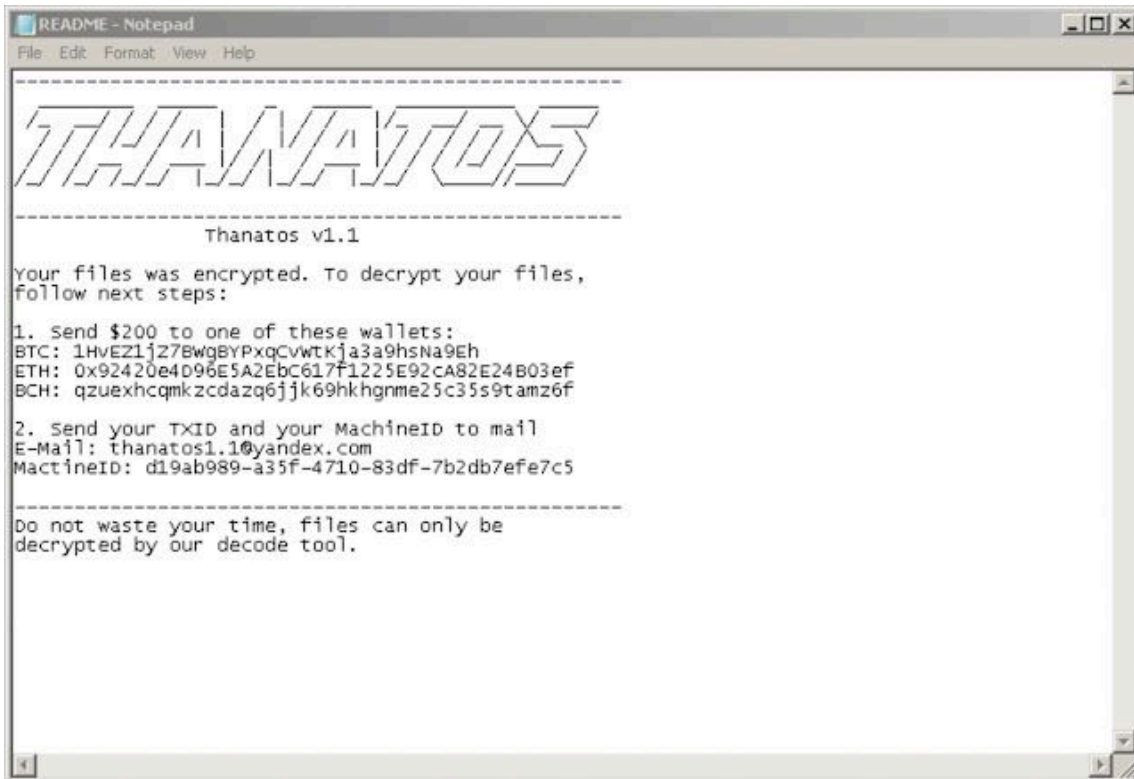 README - Notepad
File Edit Format View Help
--------------------------------------------------
THANATOS
--------------------------------------------------
Thanatos v1.1
Your files was encrypted. To decrypt your files,
follow next steps:
1. Send $200 to one of these wallets:
BTC: 1HvEZ1jZ7BWgBYPxqCvWtKja3a9hsNa9Eh
ETH: 0x92420e4D96E5A2EbC617f1225E92cA82E24B03ef
BCH: qzuexhcqmkzcdazq6jjk69hkhgnme25c35s9tamz6f
2. Send your TXID and your MachineID to mail
E-Mail: thanatos1.1@yandex.com
MactineID: d19ab989-a35f-4710-83df-7b2db7efe7c5
--------------------------------------------------
Do not waste your time, files can only be
decrypted by our decode tool.